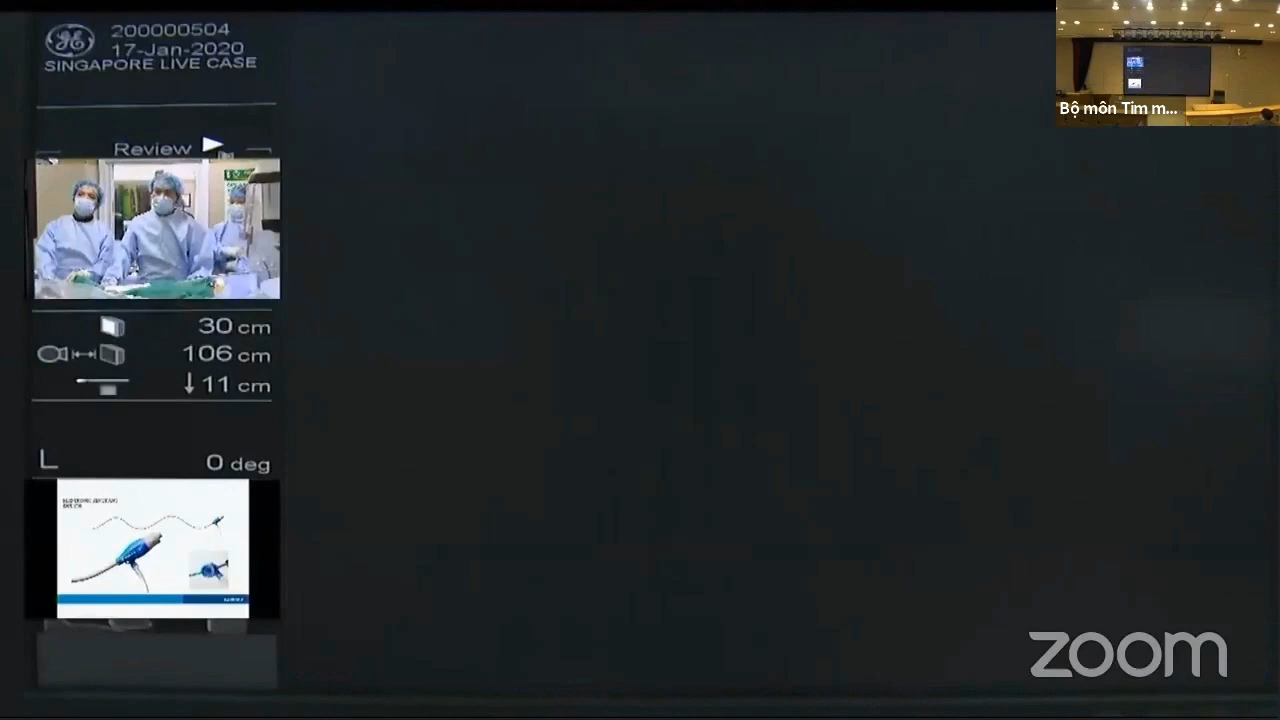 200000504
17-Jan-2020
SINGAPORE LIVE CASE
Review
30 cm
106 cm
↓11 cm
L 0 deg
Bộ môn Tim m...
zoom